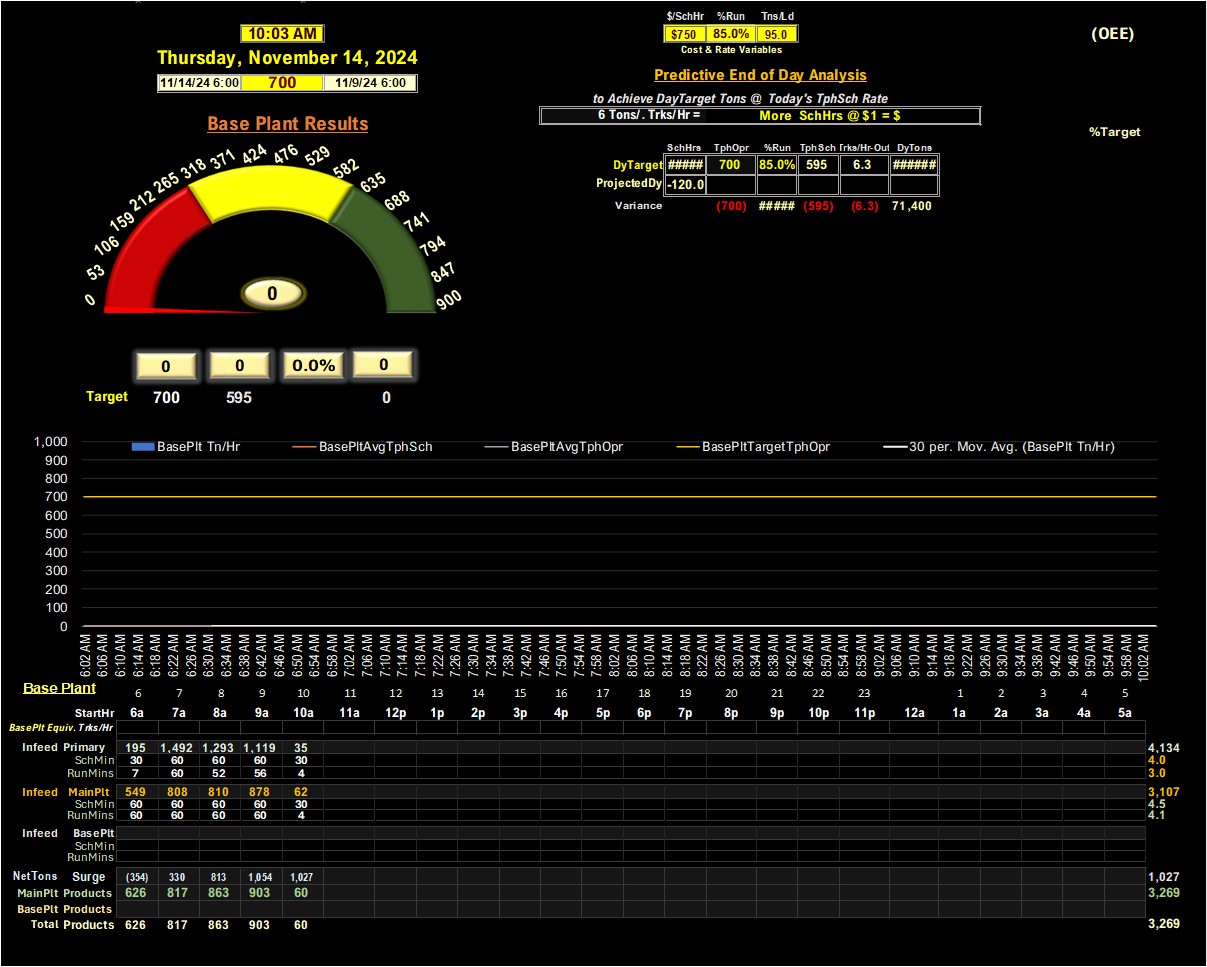 $/SchHr %Run Tns/Ld
10:03 AM $750 85.0% 95.0 (OEE)
Cost & Rate Variables
Thursday, November 14, 2024
Predictive End of Day Analysis
11/14/24 6:00 700 11/9/24 6:00
to Achieve DayTarget Tons @ Today's TphSch Rate
6 Tons/. Trks/Hr = More SchHrs @ $1 = $
Base Plant Results
%Target
SchHrs TphOpr %Run TphSch Trks/Hr-Out DyTons
DyTarget ##### 700 85.0% 595 6.3 ######
ProjectedDy -120.0
Variance (700) ##### (595) (6.3) 71,400
0 53 106 159 212 265 318 371 424 476 529 582 635 688 741 794 847 900
0
0 0 0.0% 0
Target 700 595 0
BasePlt Tn/Hr BasePltAvgTphSch BasePltAvgTphOpr BasePltTargetTphOpr 30 per. Mov. Avg. (BasePlt Tn/Hr)
1,000
900
800
700
600
500
400
300
200
100
0
6:02 AM 6:06 AM 6:10 AM 6:14 AM 6:18 AM 6:22 AM 6:26 AM 6:30 AM 6:34 AM 6:38 AM 6:42 AM 6:46 AM 6:50 AM 6:54 AM 6:58 AM 7:02 AM 7:06 AM 7:10 AM 7:14 AM 7:18 AM 7:22 AM 7:26 AM 7:30 AM 7:34 AM 7:38 AM 7:42 AM 7:46 AM 7:50 AM 7:54 AM 7:58 AM 8:02 AM 8:06 AM 8:10 AM 8:14 AM 8:18 AM 8:22 AM 8:26 AM 8:30 AM 8:34 AM 8:38 AM 8:42 AM 8:46 AM 8:50 AM 8:54 AM 8:58 AM 9:02 AM 9:06 AM 9:10 AM 9:14 AM 9:18 AM 9:22 AM 9:26 AM 9:30 AM 9:34 AM 9:38 AM 9:42 AM 9:46 AM 9:50 AM 9:54 AM 9:58 AM 10:02 AM
Base Plant 6 7 8 9 10 11 12 13 14 15 16 17 18 19 20 21 22 23 1 2 3 4 5
StartHr 6a 7a 8a 9a 10a 11a 12p 1p 2p 3p 4p 5p 6p 7p 8p 9p 10p 11p 12a 1a 2a 3a 4a 5a
BasePlt Equiv. Trks/Hr
Infeed Primary 195 1,492 1,293 1,119 35 4,134
SchMin 30 60 60 60 30 4.0
RunMins 7 60 52 56 4 3.0
Infeed MainPlt 549 808 810 878 62 3,107
SchMin 60 60 60 60 30 4.5
RunMins 60 60 60 60 4 4.1
Infeed BasePlt
SchMin
RunMins
NetTons Surge (354) 330 813 1,054 1,027 1,027
MainPlt Products 626 817 863 903 60 3,269
BasePlt Products
Total Products 626 817 863 903 60 3,269